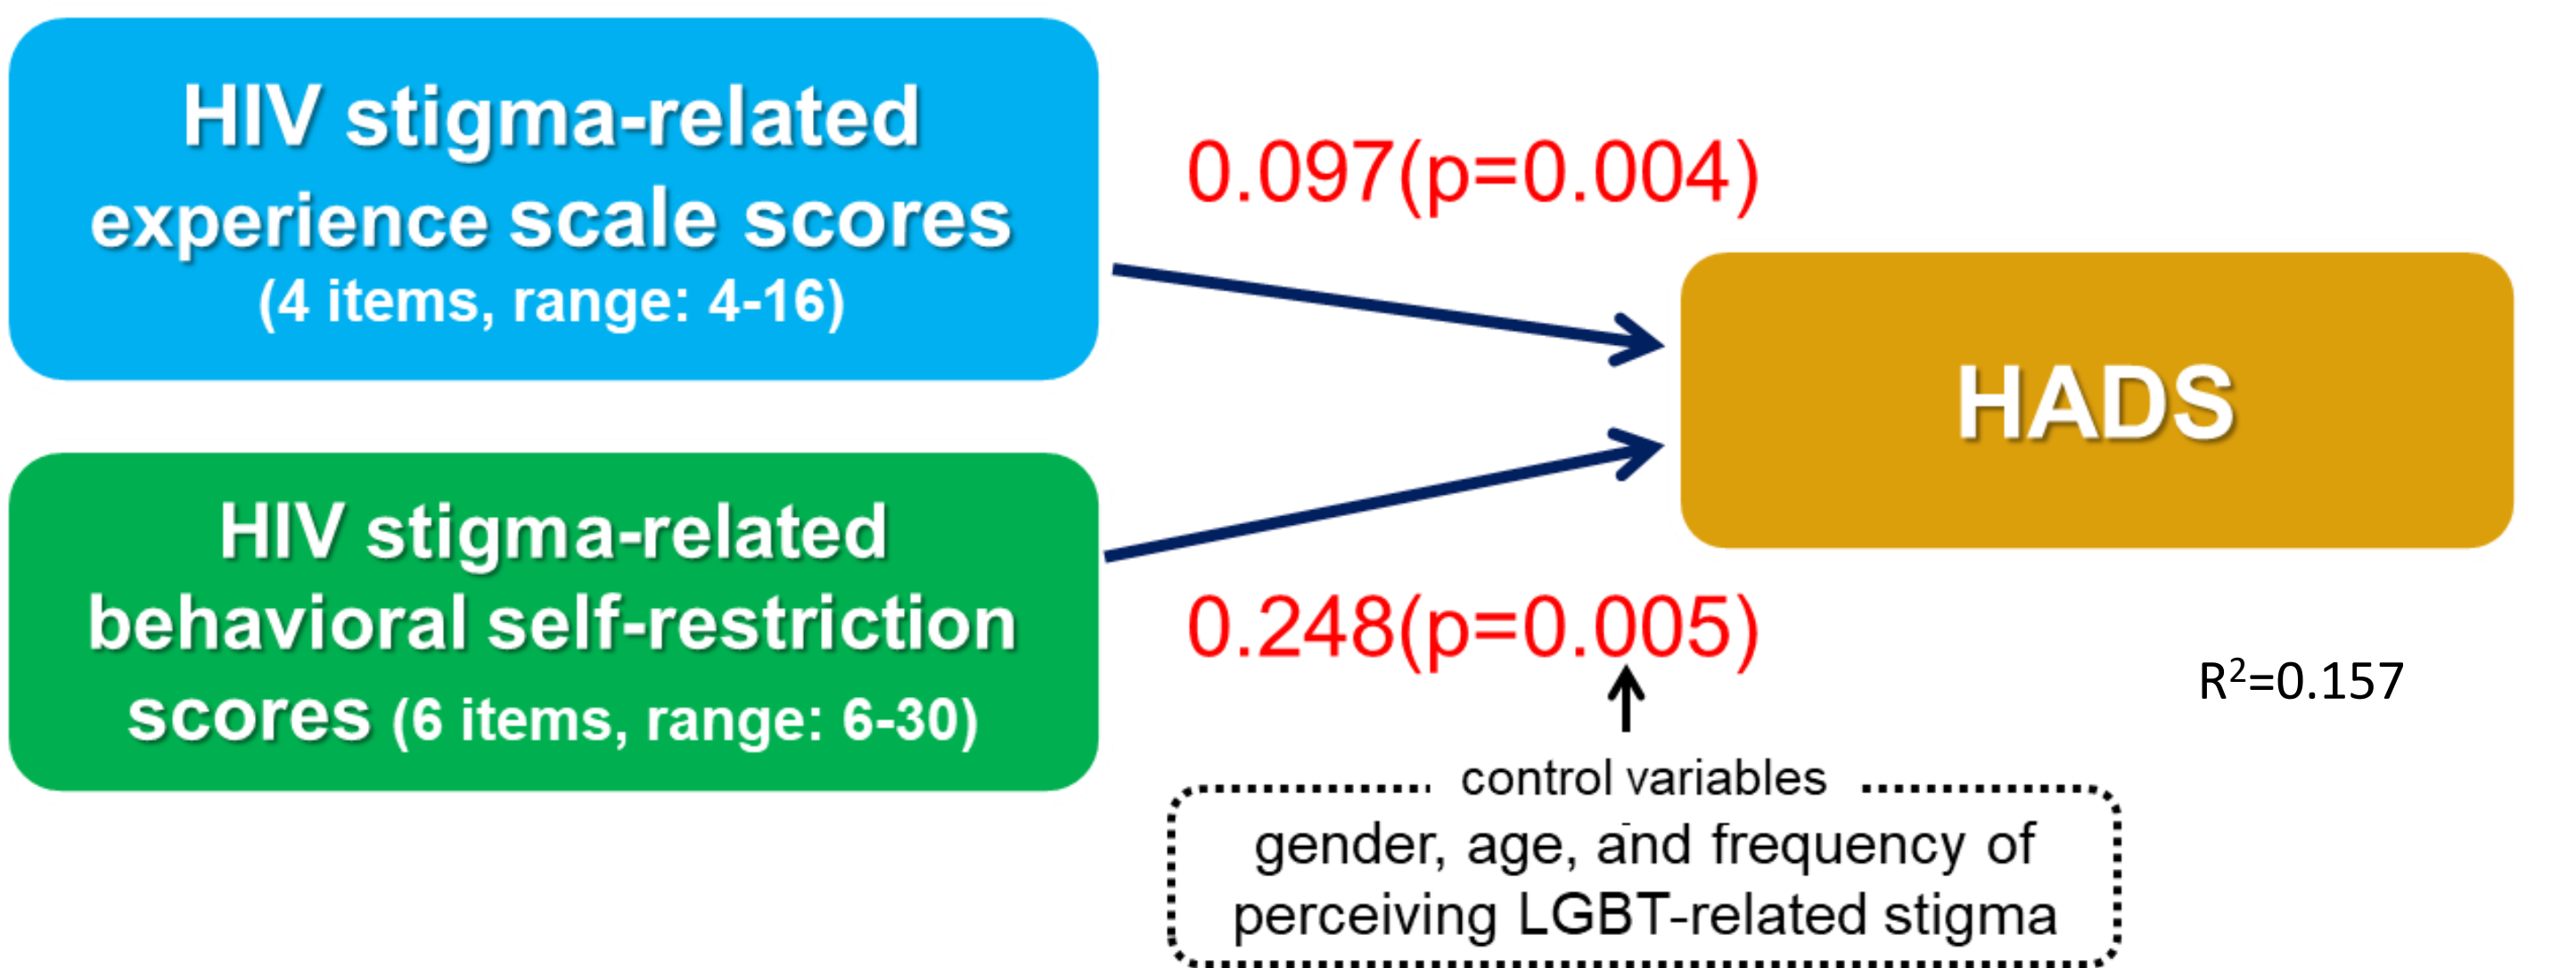 HIV stigma-related
experience scale scores
(4 items, range: 4-16)
0.097(p=0.004)
HADS
HIV stigma-related
behavioral self-restriction
scores (6 items, range: 6-30)
0.248(p=0.005)
R²=0.157
control variables
gender, age, and frequency of
perceiving LGBT-related stigma